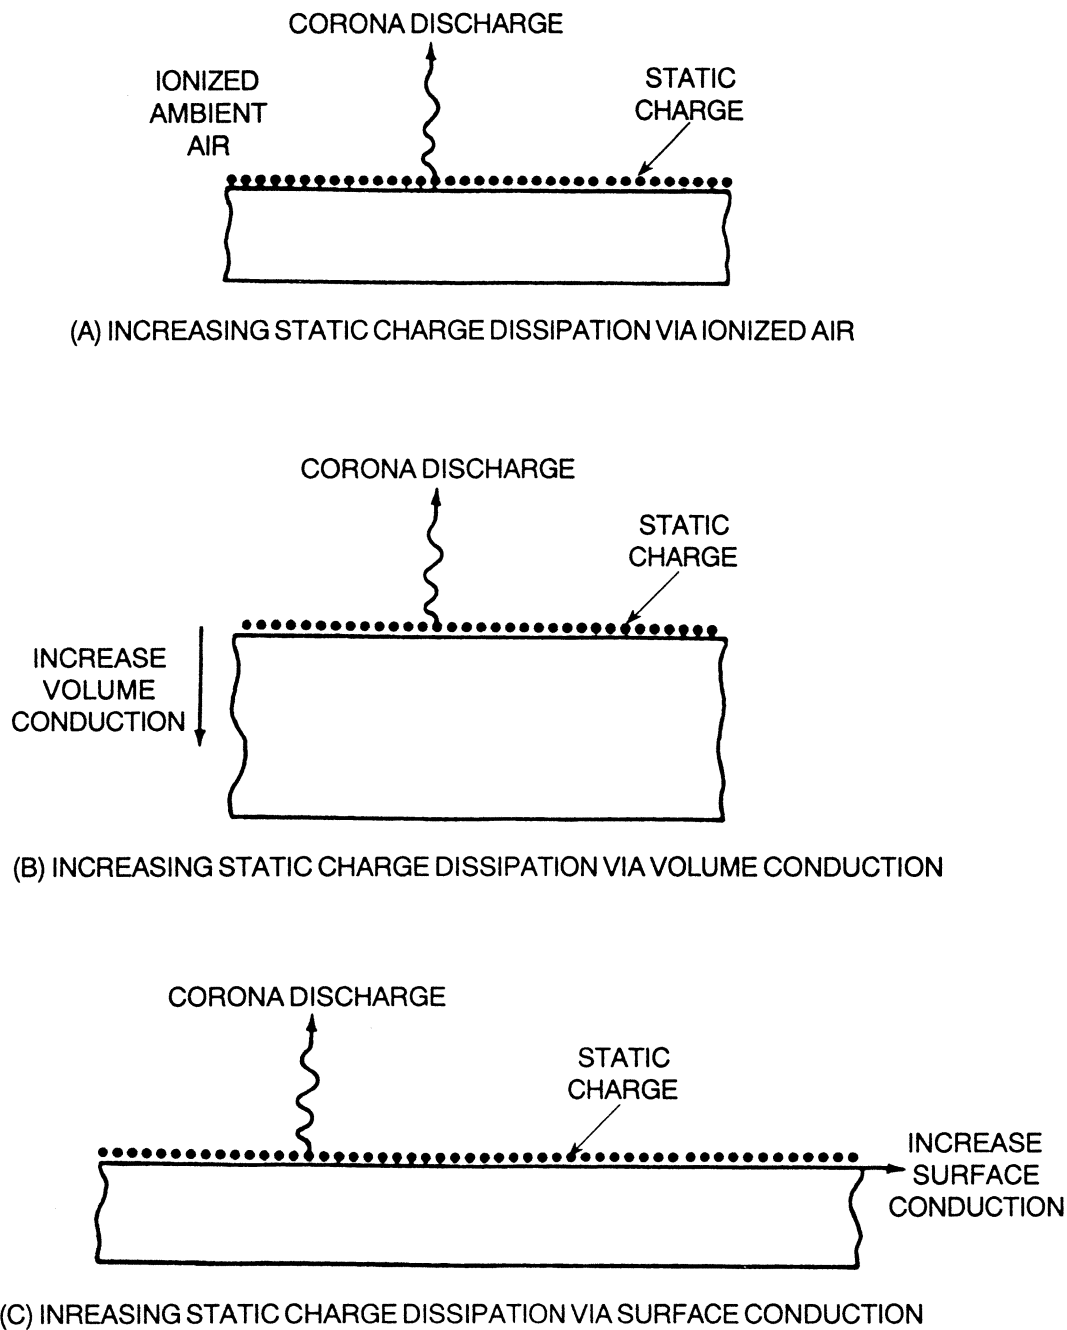 CORONA DISCHARGE
IONIZED
AMBIENT
AIR
STATIC
CHARGE
(A) INCREASING STATIC CHARGE DISSIPATION VIA IONIZED AIR
CORONA DISCHARGE
STATIC
CHARGE
INCREASE
VOLUME
CONDUCTION
(B) INCREASING STATIC CHARGE DISSIPATION VIA VOLUME CONDUCTION
CORONA DISCHARGE
STATIC
CHARGE
INCREASE
SURFACE
CONDUCTION
(C) INREASING STATIC CHARGE DISSIPATION VIA SURFACE CONDUCTION